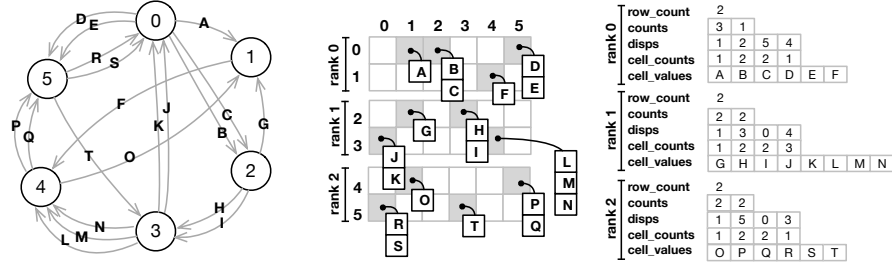 D E
0
A
R S
1
5
F
J
K
C
B
G
P
Q
T
O
4
2
H
I
N
M
L
3
0 1 2 3 4 5
rank 0
0
1
A
B
C
D
E
F
rank 1
2
3
G
H
I
J
K
L
M
N
rank 2
4
5
O
P
Q
R
S
T
rank 0
row_count 2
counts 3 1
disps 1 2 5 4
cell_counts 1 2 2 1
cell_values A B C D E F
rank 1
row_count 2
counts 2 2
disps 1 3 0 4
cell_counts 1 2 2 3
cell_values G H I J K L M N
rank 2
row_count 2
counts 2 2
disps 1 5 0 3
cell_counts 1 2 2 1
cell_values O P Q R S T